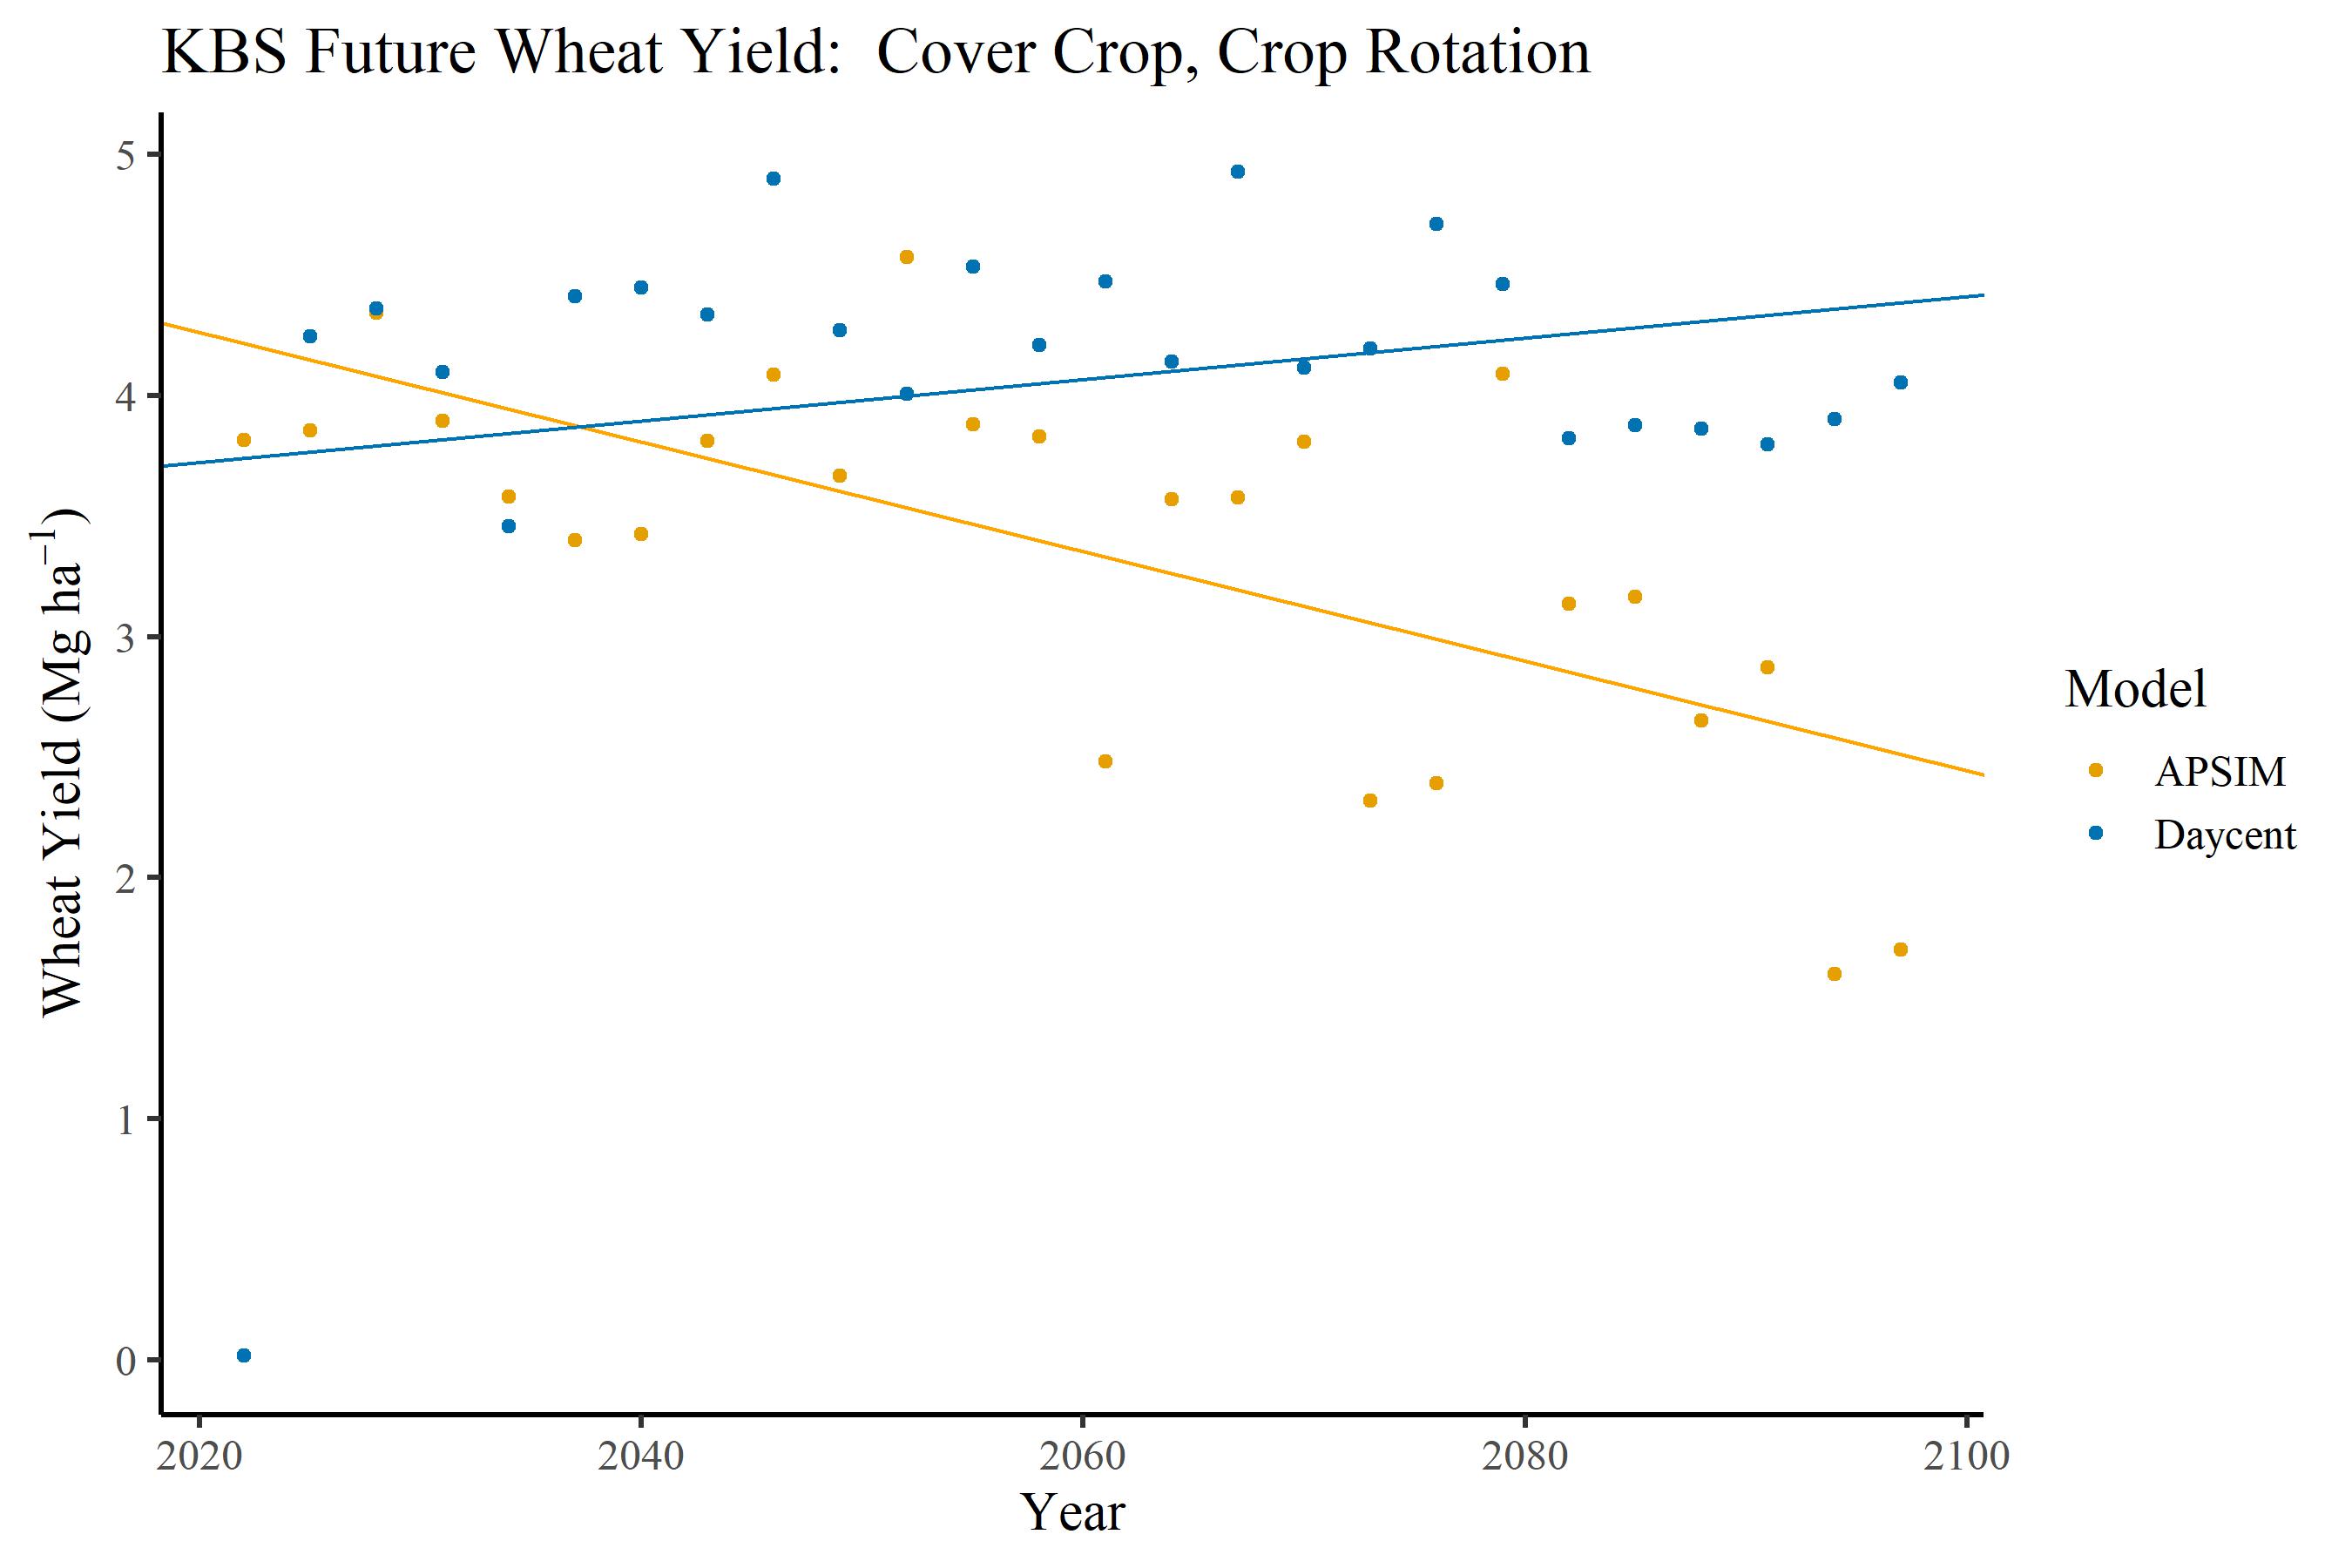 KBS Future Wheat Yield:  Cover Crop, Crop Rotation
Wheat Yield (Mg ha⁻¹)
5
4
3
2
1
0
2020 2040 2060 2080 2100
Year
Model
APSIM
Daycent